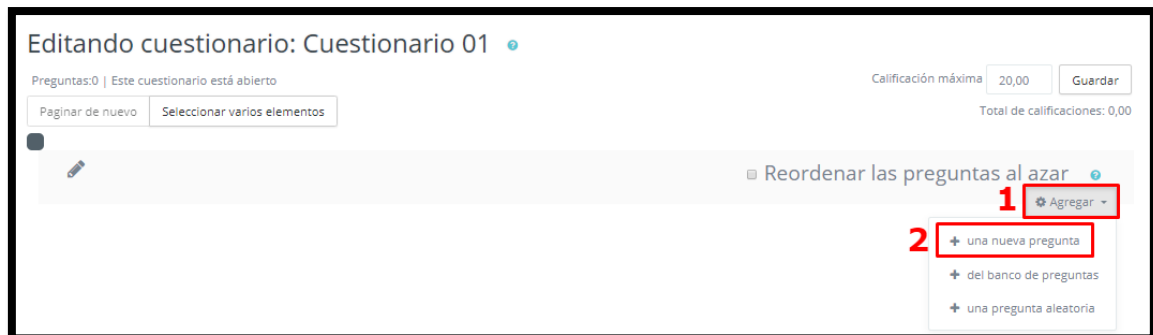 Editando cuestionario: Cuestionario 01
Preguntas:0 | Este cuestionario está abierto
Calificación máxima 20,00 Guardar
Paginar de nuevo Seleccionar varios elementos
Total de calificaciones: 0,00
Reordenar las preguntas al azar
1 Agregar
2 + una nueva pregunta
+ del banco de preguntas
+ una pregunta aleatoria